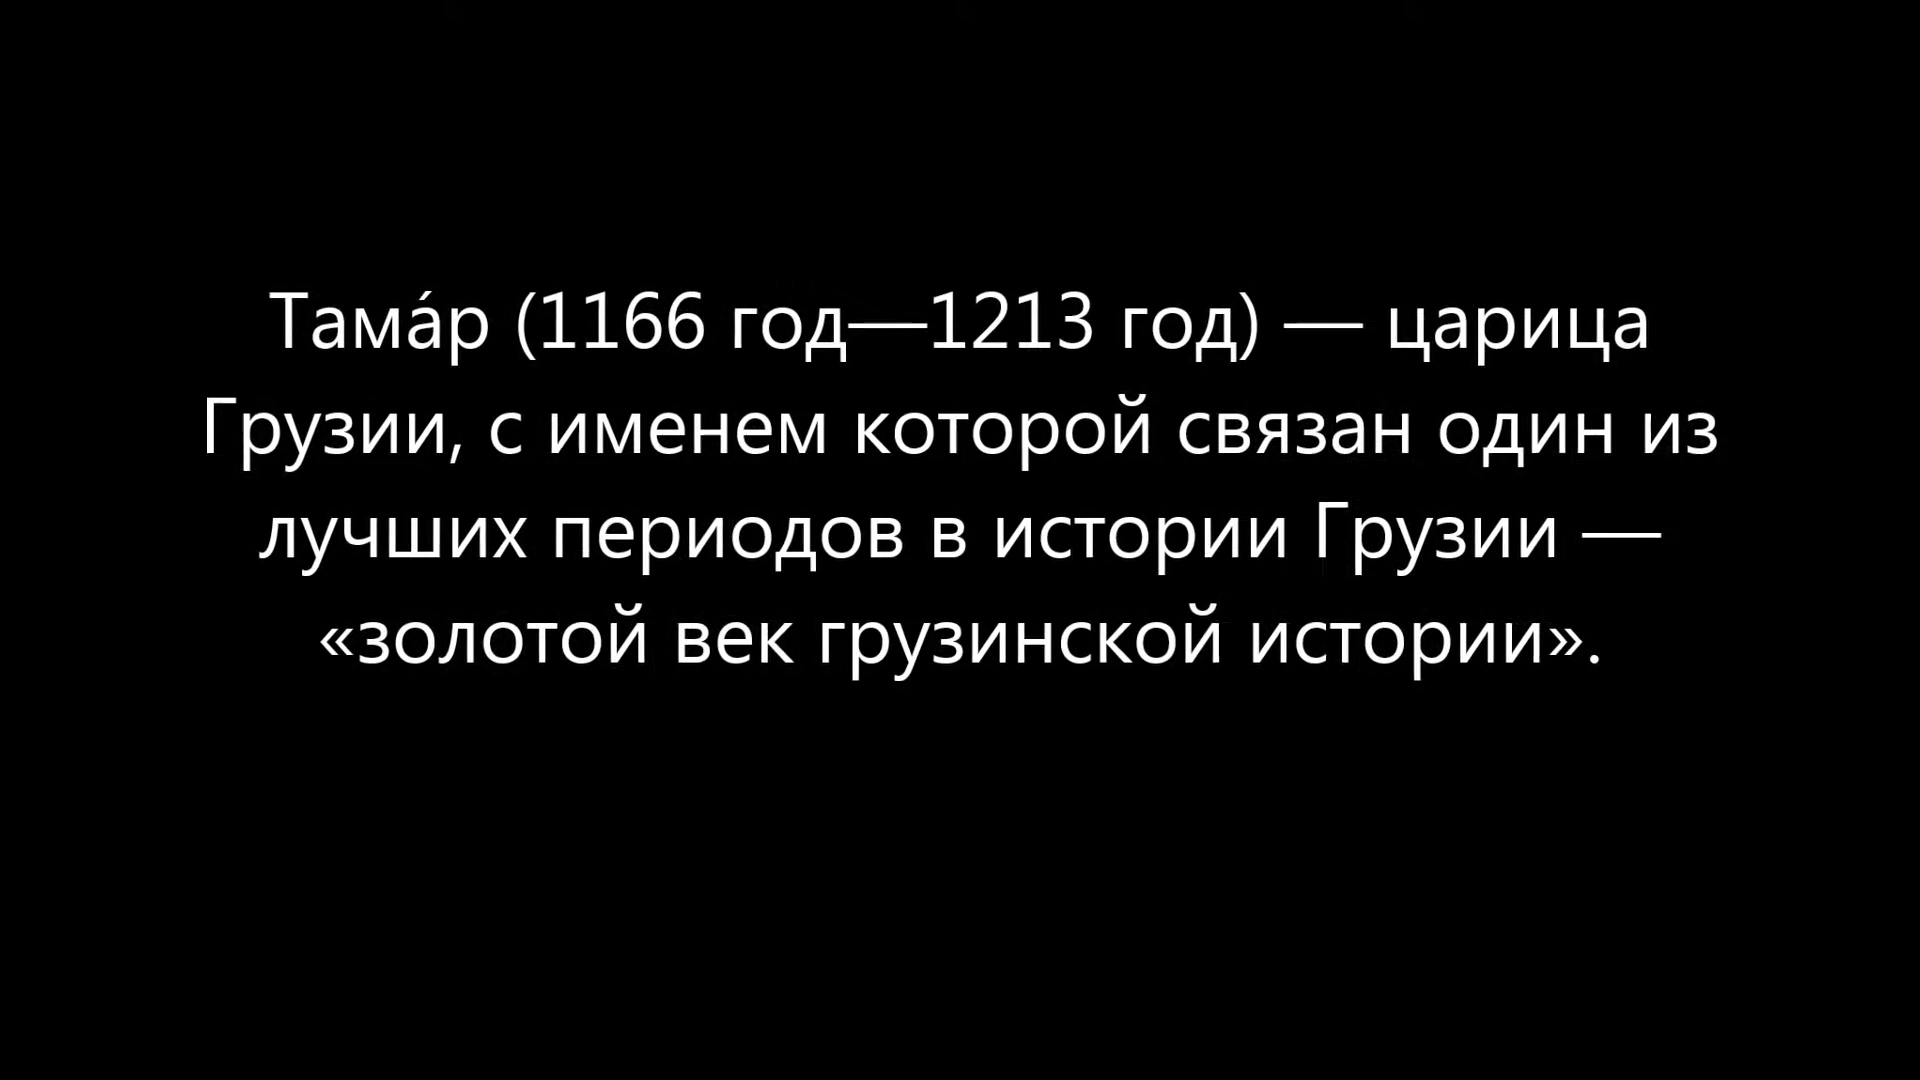 Тама́р (1166 год—1213 год) — царица
Грузии, с именем которой связан один из
лучших периодов в истории Грузии —
«золотой век грузинской истории».